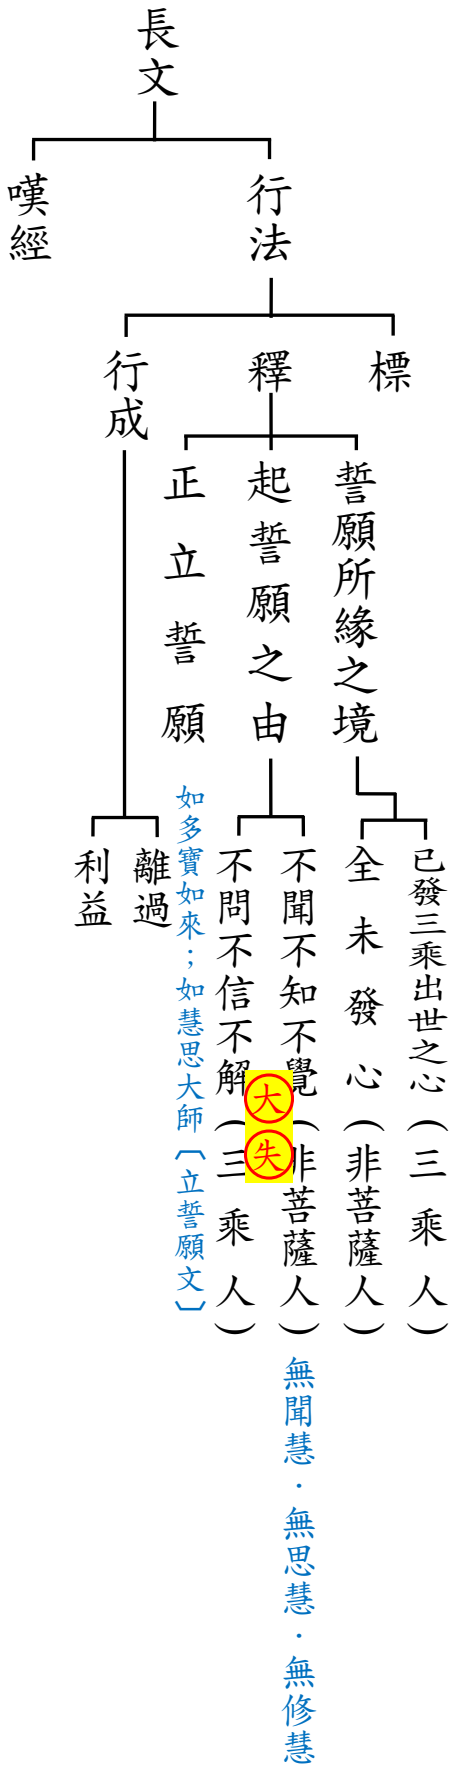 長文
行法
嘆經
標
釋
行成
誓願所緣之境
起誓願之由
正立誓願
已發三乘出世之心(三乘人)
全未發心(非菩薩人)
不聞不知不覺(非菩薩人)
無聞慧．無思慧．無修慧
不問不信不解(三乘人)
大失
如多寶如來；如慧思大師〔立誓願文〕
離過
利益